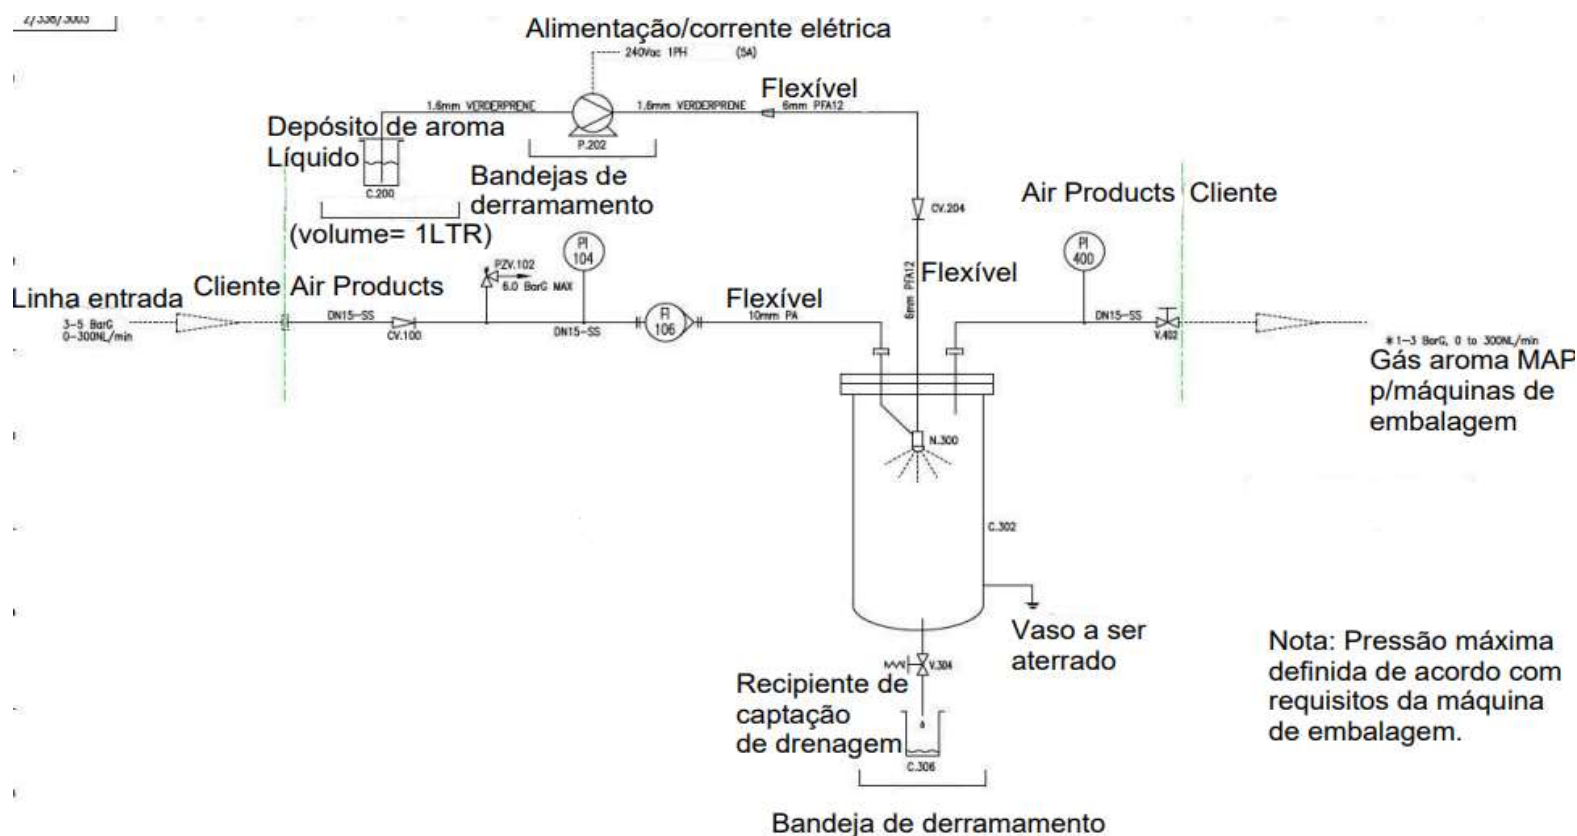 Alimentação/corrente elétrica
240Vac 1PH (5A)
1.6mm VERDERPRENE
1.6mm VERDERPRENE
Flexível
6mm PFA12
Depósito de aroma
Líquido
P.202
C.200
Bandejas de
derramamento
(volume= 1LTR)
CV.204
Air Products Cliente
PI
104
PI
400
PZV.102
6.0 BarG MAX
Flexível
6mm PFA12
Linha entrada
Cliente Air Products
3-5 BarG
0-300NL/min
DN15-SS
CV.100
DN15-SS
FI
106
Flexível
10mm PA
DN15-SS
V.402
*1-3 BarG, 0 to 300NL/min
Gás aroma MAP
p/máquinas de
embalagem
N.300
C.302
Vaso a ser
aterrado
V.304
Recipiente de
captação
de drenagem
C.306
Bandeja de derramamento
Nota: Pressão máxima
definida de acordo com
requisitos da máquina
de embalagem.